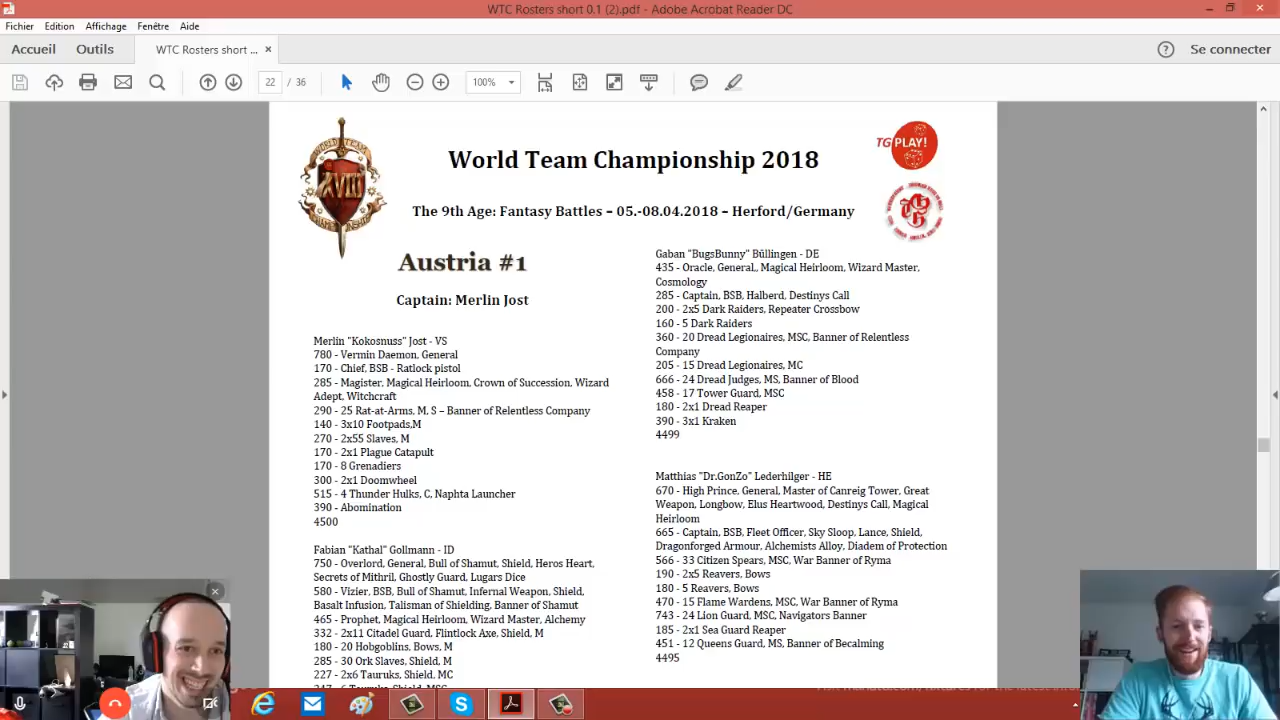 WTC Rosters short 0.1 (2).pdf - Adobe Acrobat Reader DC
Fichier Edition Affichage Fenêtre Aide
Accueil Outils WTC Rosters short ... × ? Se connecter
22 / 36 100%
World Team Championship 2018
TG PLAY!
XVIII
The 9th Age: Fantasy Battles – 05.-08.04.2018 – Herford/Germany
Austria #1
Captain: Merlin Jost
Merlin "Kokosnuss" Jost - VS
780 - Vermin Daemon, General
170 - Chief, BSB - Ratlock pistol
285 - Magister, Magical Heirloom, Crown of Succession, Wizard
Adept, Witchcraft
290 - 25 Rat-at-Arms, M, S – Banner of Relentless Company
140 - 3x10 Footpads,M
270 - 2x55 Slaves, M
170 - 2x1 Plague Catapult
170 - 8 Grenadiers
300 - 2x1 Doomwheel
515 - 4 Thunder Hulks, C, Naphta Launcher
390 - Abomination
4500
Fabian "Kathal" Gollmann - ID
750 - Overlord, General, Bull of Shamut, Shield, Heros Heart,
Secrets of Mithril, Ghostly Guard, Lugars Dice
580 - Vizier, BSB, Bull of Shamut, Infernal Weapon, Shield,
Basalt Infusion, Talisman of Shielding, Banner of Shamut
465 - Prophet, Magical Heirloom, Wizard Master, Alchemy
332 - 2x11 Citadel Guard, Flintlock Axe, Shield, M
180 - 20 Hobgoblins, Bows, M
285 - 30 Ork Slaves, Shield, M
227 - 2x6 Tauruks, Shield, MC
Gaban "BugsBunny" Büllingen - DE
435 - Oracle, General,, Magical Heirloom, Wizard Master,
Cosmology
285 - Captain, BSB, Halberd, Destinys Call
200 - 2x5 Dark Raiders, Repeater Crossbow
160 - 5 Dark Raiders
360 - 20 Dread Legionaires, MSC, Banner of Relentless
Company
205 - 15 Dread Legionaires, MC
666 - 24 Dread Judges, MS, Banner of Blood
458 - 17 Tower Guard, MSC
180 - 2x1 Dread Reaper
390 - 3x1 Kraken
4499
Matthias "Dr.GonZo" Lederhilger - HE
670 - High Prince, General, Master of Canreig Tower, Great
Weapon, Longbow, Elus Heartwood, Destinys Call, Magical
Heirloom
665 - Captain, BSB, Fleet Officer, Sky Sloop, Lance, Shield,
Dragonforged Armour, Alchemists Alloy, Diadem of Protection
566 - 33 Citizen Spears, MSC, War Banner of Ryma
190 - 2x5 Reavers, Bows
180 - 5 Reavers, Bows
470 - 15 Flame Wardens, MSC, War Banner of Ryma
743 - 24 Lion Guard, MSC, Navigators Banner
185 - 2x1 Sea Guard Reaper
451 - 12 Queens Guard, MS, Banner of Becalming
4495